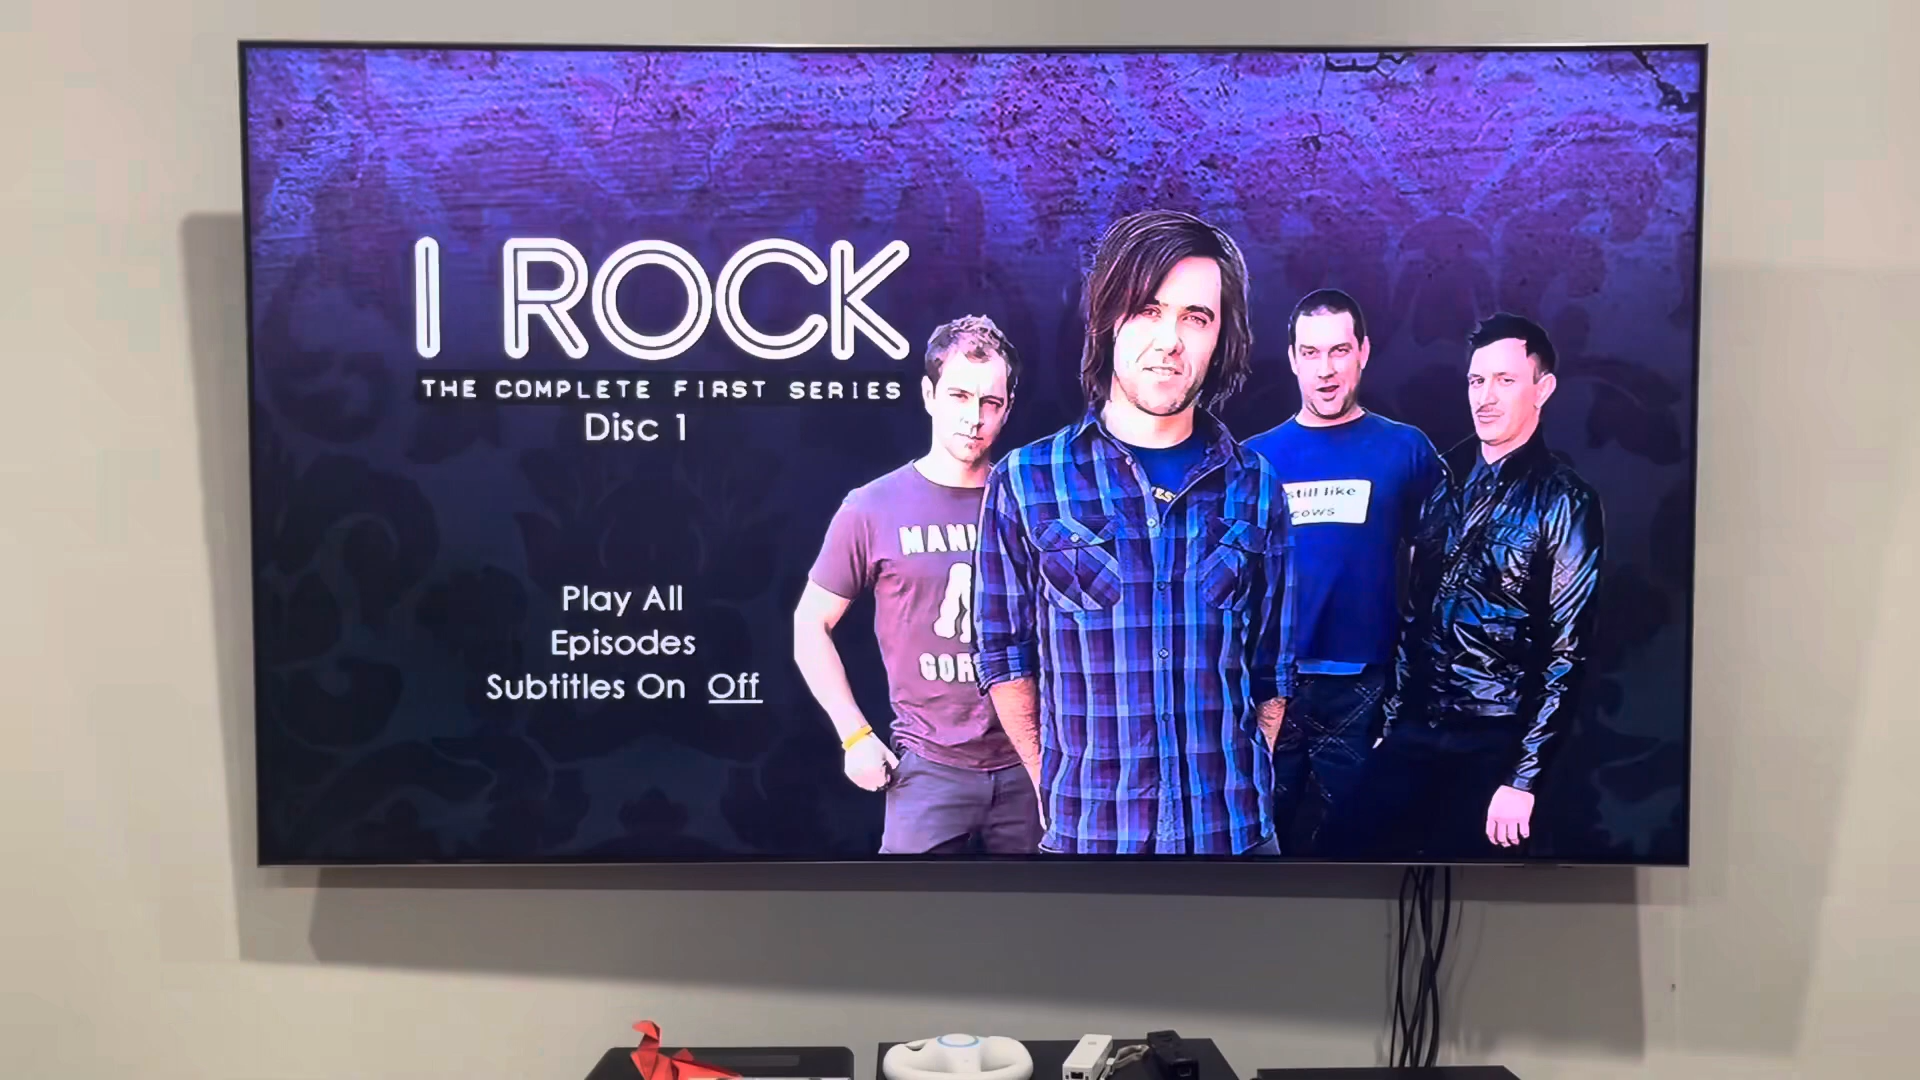 I ROCK
THE COMPLETE FIRST SERIES
Disc 1
Play All
Episodes
Subtitles On Off
still like
cows